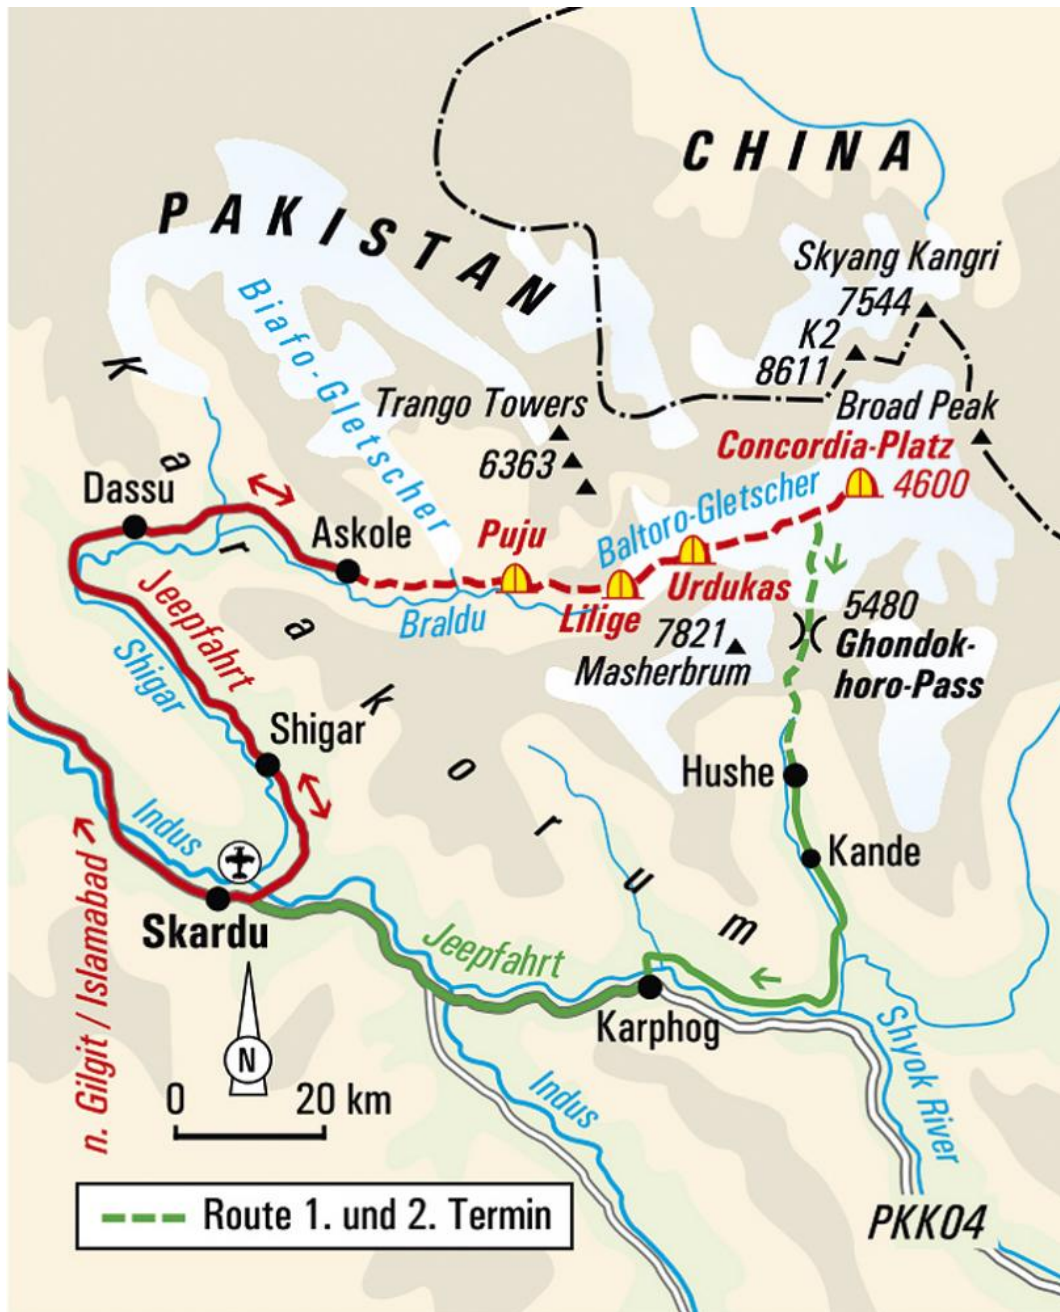 CHINA
PAKISTAN
Skyang Kangri
7544
K2
8611
Biafo-Gletscher
Karakorum
Trango Towers
6363
Broad Peak
Concordia-Platz
4600
Dassu
Askole
Puju
Baltoro-Gletscher
Urdukas
Lilige
Braldu
Jeepfahrt
Shigar
7821
Masherbrum
5480
Ghondok-
horo-Pass
Shigar
Hushe
Indus
Kande
n. Gilgit / Islamabad
Skardu
Jeepfahrt
Karphog
Shyok River
N
0 20 km
Indus
Route 1. und 2. Termin
PKK04